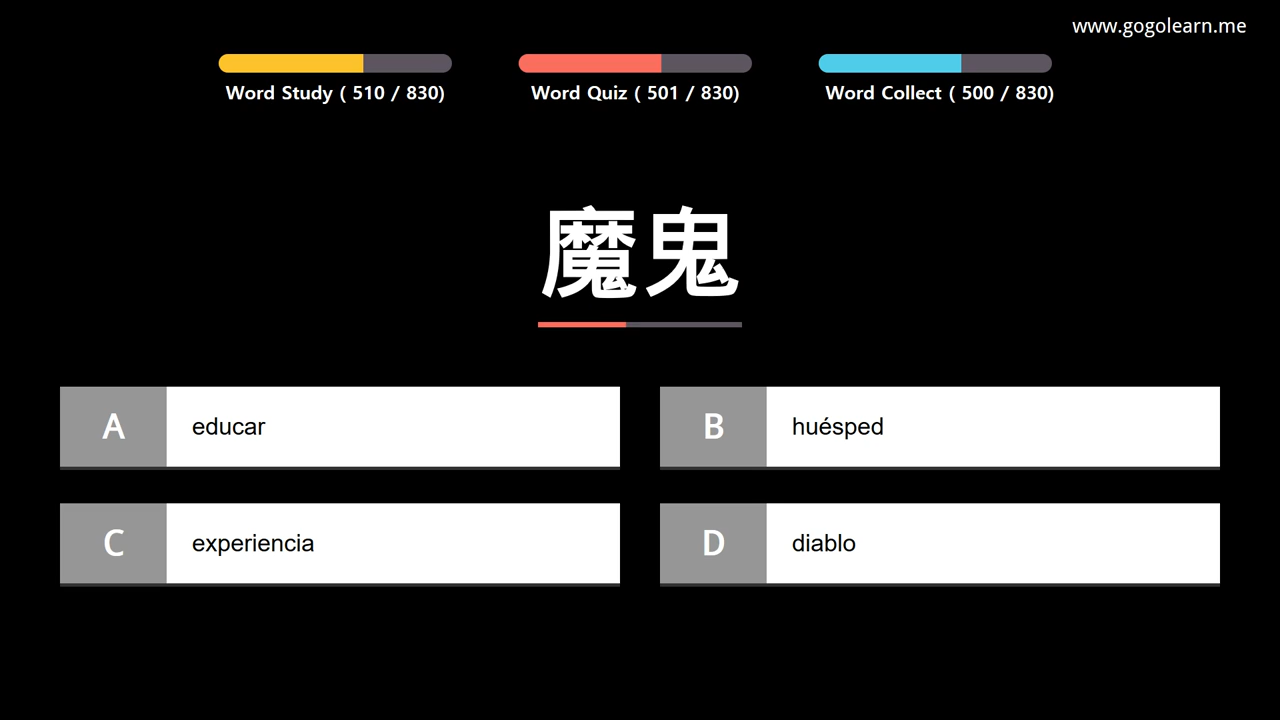 www.gogolearn.me
Word Study ( 510 / 830)
Word Quiz ( 501 / 830)
Word Collect ( 500 / 830)
魔鬼
A educar
B huésped
C experiencia
D diablo